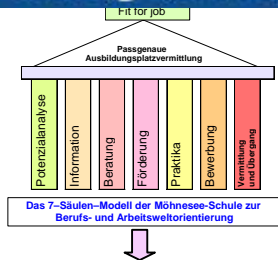 Fit for job
Passgenaue
Ausbildungsplatzvermittlung
Potenzialanalyse
Information
Beratung
Förderung
Praktika
Bewerbung
Vermittlung
und Übergang
Das 7–Säulen–Modell der Möhnesee-Schule zur
Berufs- und Arbeitsweltorientierung